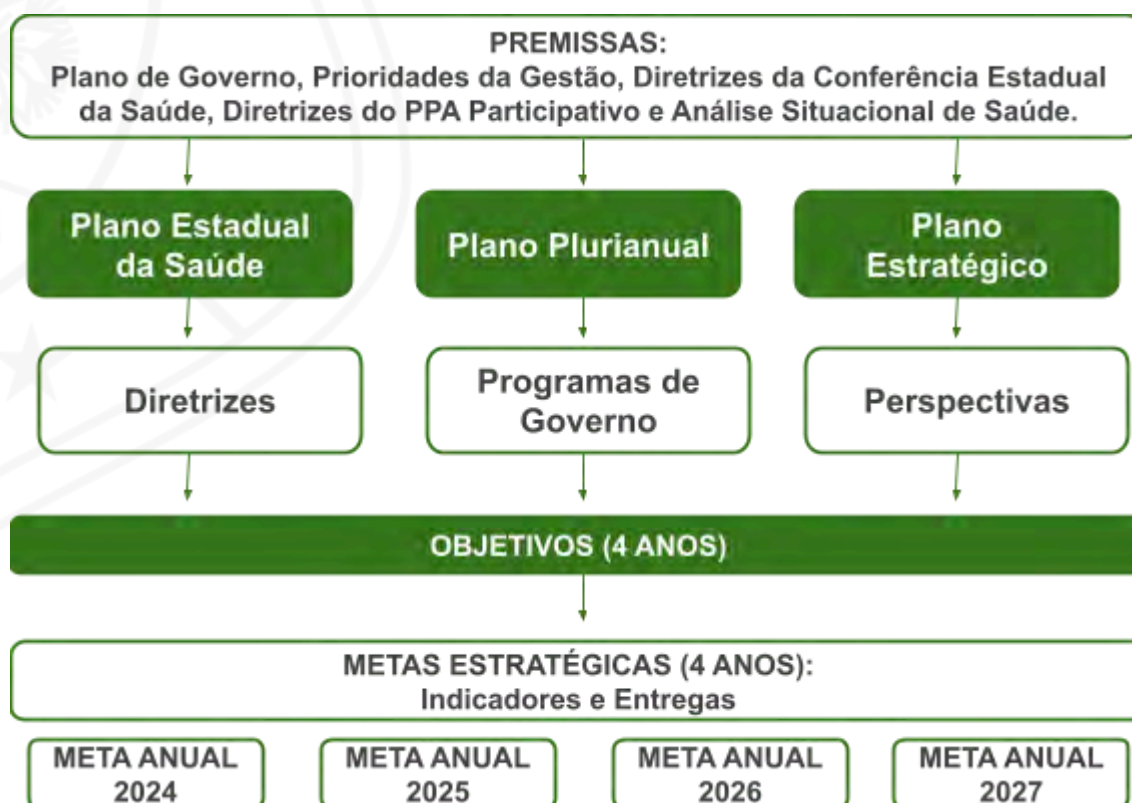 PREMISSAS:
Plano de Governo, Prioridades da Gestão, Diretrizes da Conferência Estadual
da Saúde, Diretrizes do PPA Participativo e Análise Situacional de Saúde.
Plano Estadual
da Saúde
Plano Plurianual
Plano
Estratégico
Diretrizes
Programas de
Governo
Perspectivas
OBJETIVOS (4 ANOS)
METAS ESTRATÉGICAS (4 ANOS):
Indicadores e Entregas
META ANUAL
2024
META ANUAL
2025
META ANUAL
2026
META ANUAL
2027